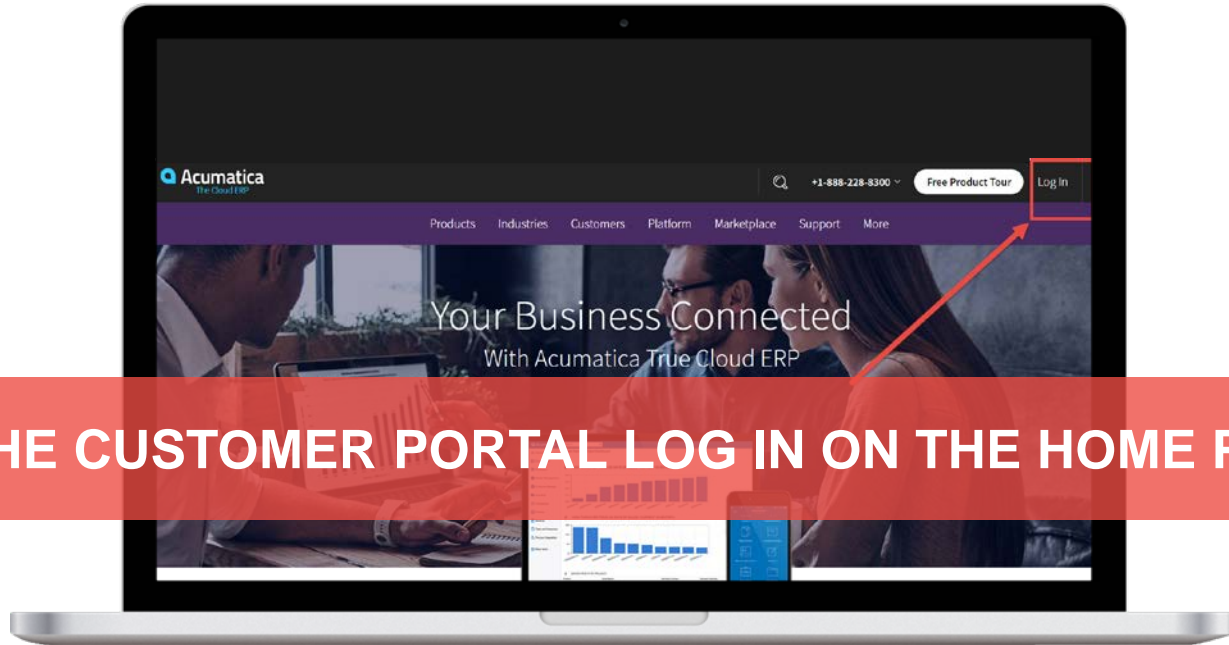 Acumatica
The Cloud ERP
+1-888-228-8300
Free Product Tour
Log In
Products Industries Customers Platform Marketplace Support More
Your Business Connected
With Acumatica True Cloud ERP
HE CUSTOMER PORTAL LOG IN ON THE HOME P